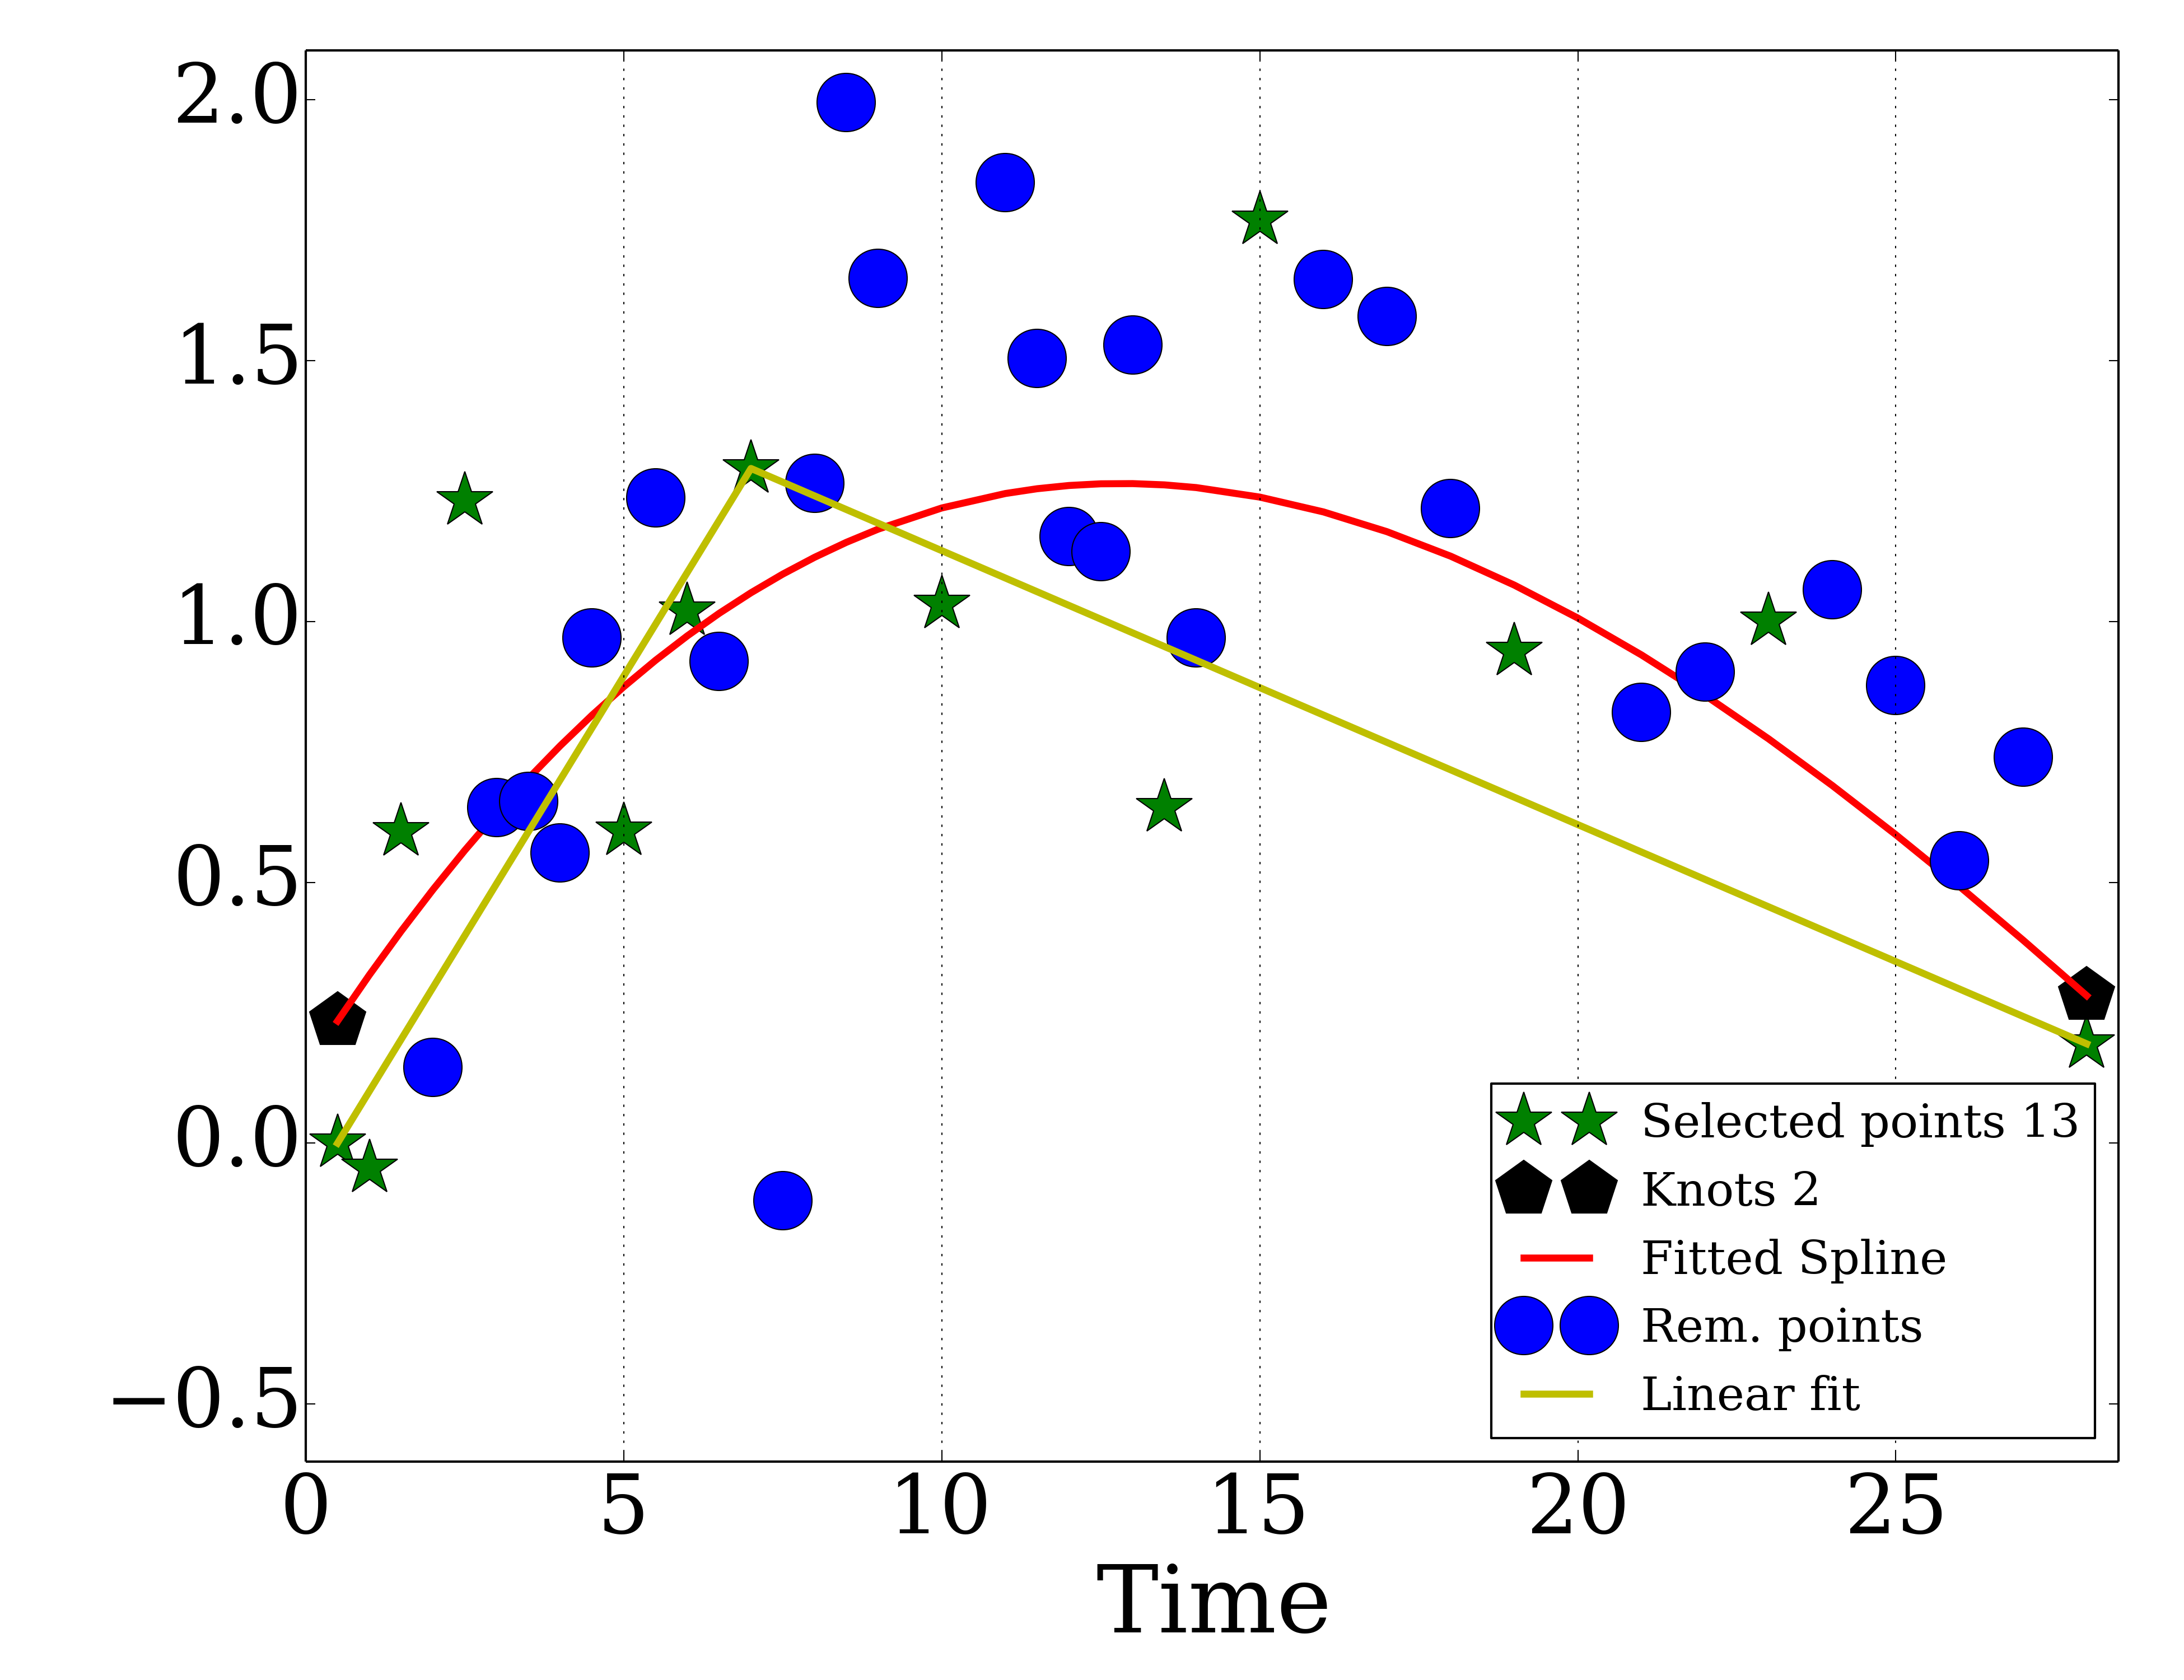 2.0
1.5
1.0
0.5
0.0
−0.5
0 5 10 15 20 25
Time
Selected points 13
Knots 2
Fitted Spline
Rem. points
Linear fit